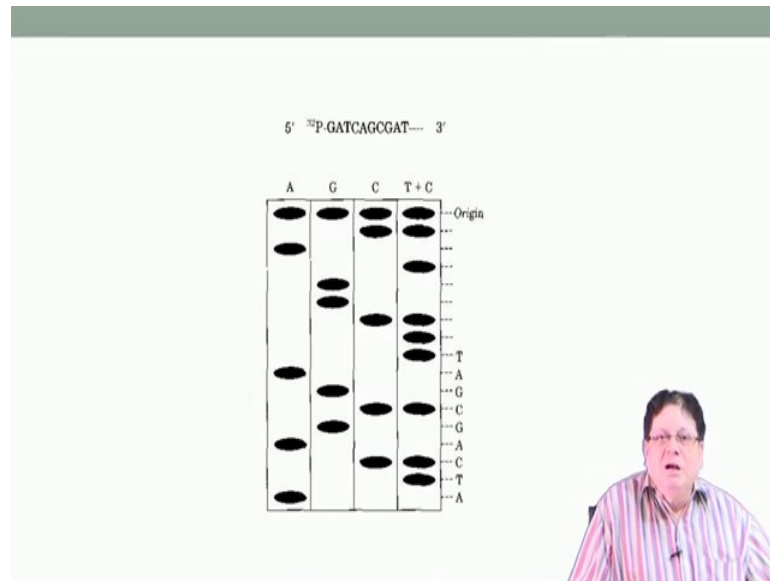 5' ³²P-GATCAGCGAT---- 3'
A G C T + C
---Origin
---T
---A
---G
---C
---G
---A
---C
---T
---A